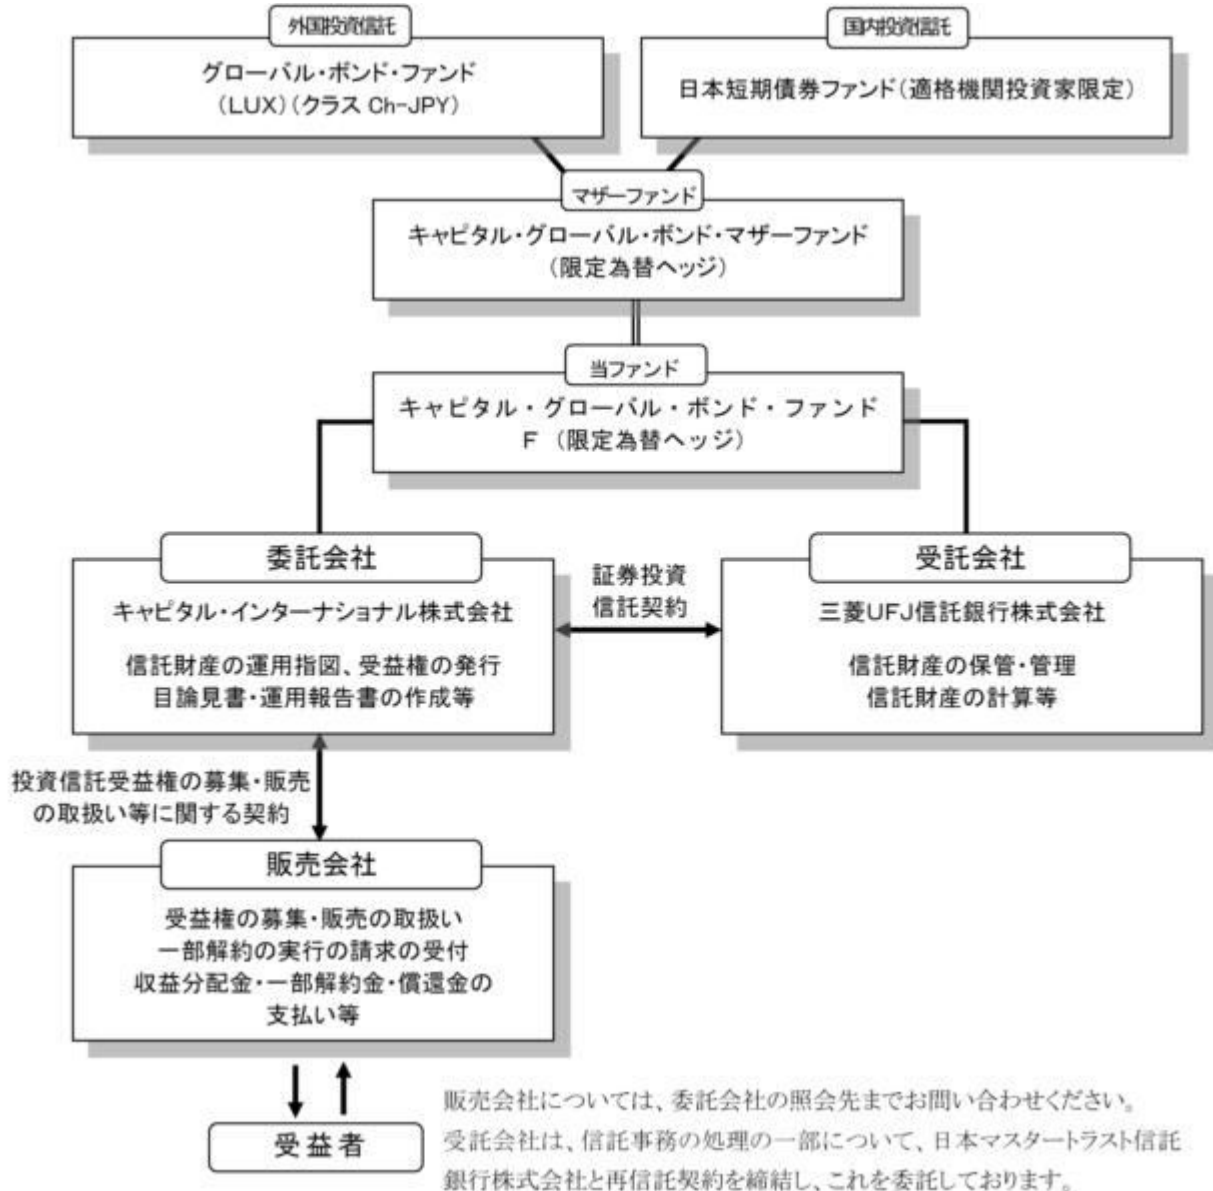 外国投資信託
グローバル・ボンド・ファンド
(LUX)(クラス Ch-JPY)
国内投資信託
日本短期債券ファンド(適格機関投資家限定)
マザーファンド
キャピタル・グローバル・ボンド・マザーファンド
(限定為替ヘッジ)
当ファンド
キャピタル・グローバル・ボンド・ファンド
F (限定為替ヘッジ)
委託会社
キャピタル・インターナショナル株式会社
信託財産の運用指図、受益権の発行
目論見書・運用報告書の作成等
証券投資
信託契約
受託会社
三菱UFJ信託銀行株式会社
信託財産の保管・管理
信託財産の計算等
投資信託受益権の募集・販売
の取扱い等に関する契約
販売会社
受益権の募集・販売の取扱い
一部解約の実行の請求の受付
収益分配金・一部解約金・償還金の
支払い等
受益者
販売会社については、委託会社の照会先までお問い合わせください。
受託会社は、信託事務の処理の一部について、日本マスタートラスト信託
銀行株式会社と再信託契約を締結し、これを委託しております。